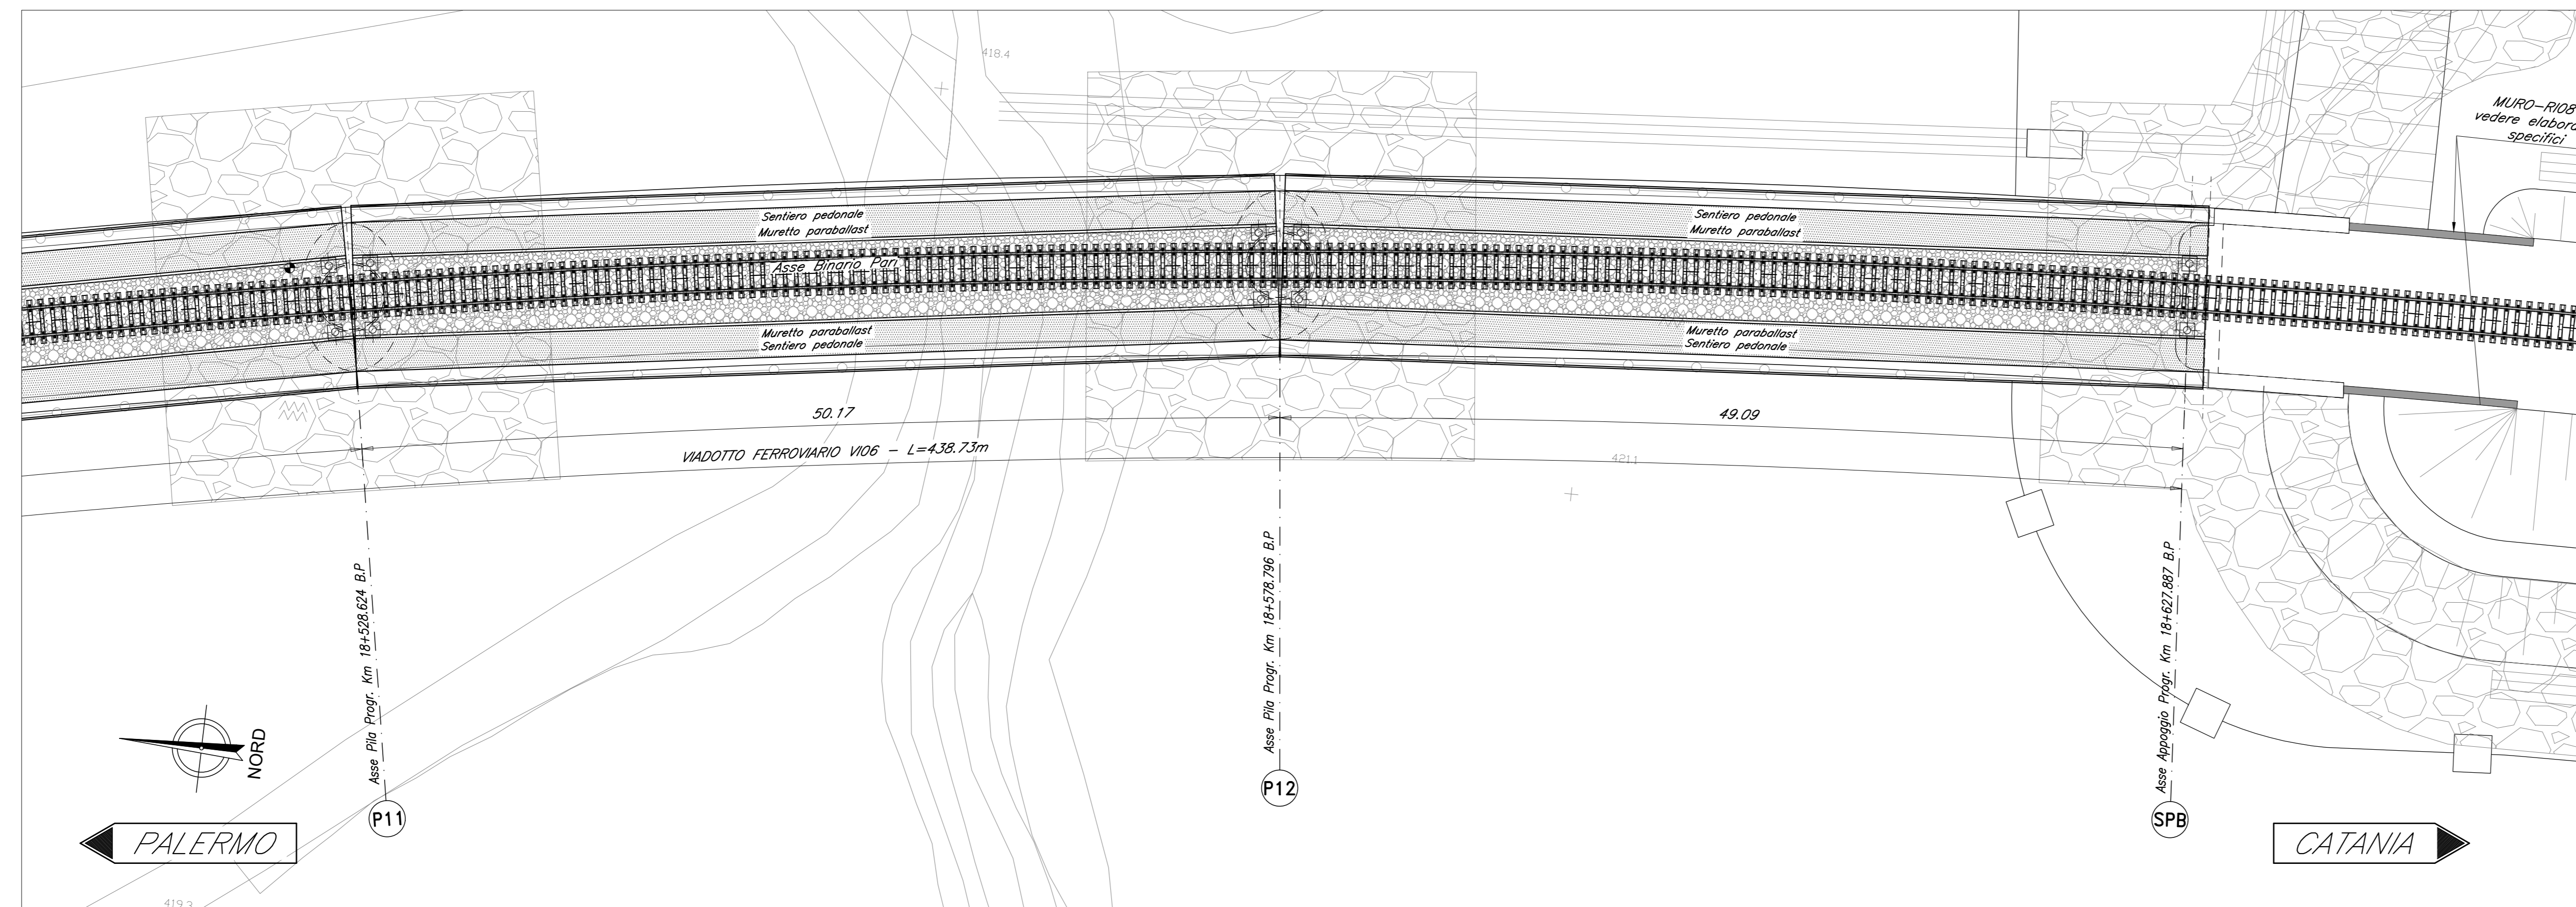 418.4
MURO-RI08
vedere elabora
specifici
Sentiero pedonale
Muretto paraballast
Sentiero pedonale
Muretto paraballast
Asse Binario Pari
Muretto paraballast
Sentiero pedonale
Muretto paraballast
Sentiero pedonale
50.17
49.09
VIADOTTO FERROVIARIO VI06 - L=438.73m
421.1
Asse Pila Progr. Km 18+528.624 B.P
Asse Pila Progr. Km 18+578.796 B.P
Asse Appoggio Progr. Km 18+627.887 B.P
NORD
P11
P12
SPB
PALERMO
CATANIA
419.3